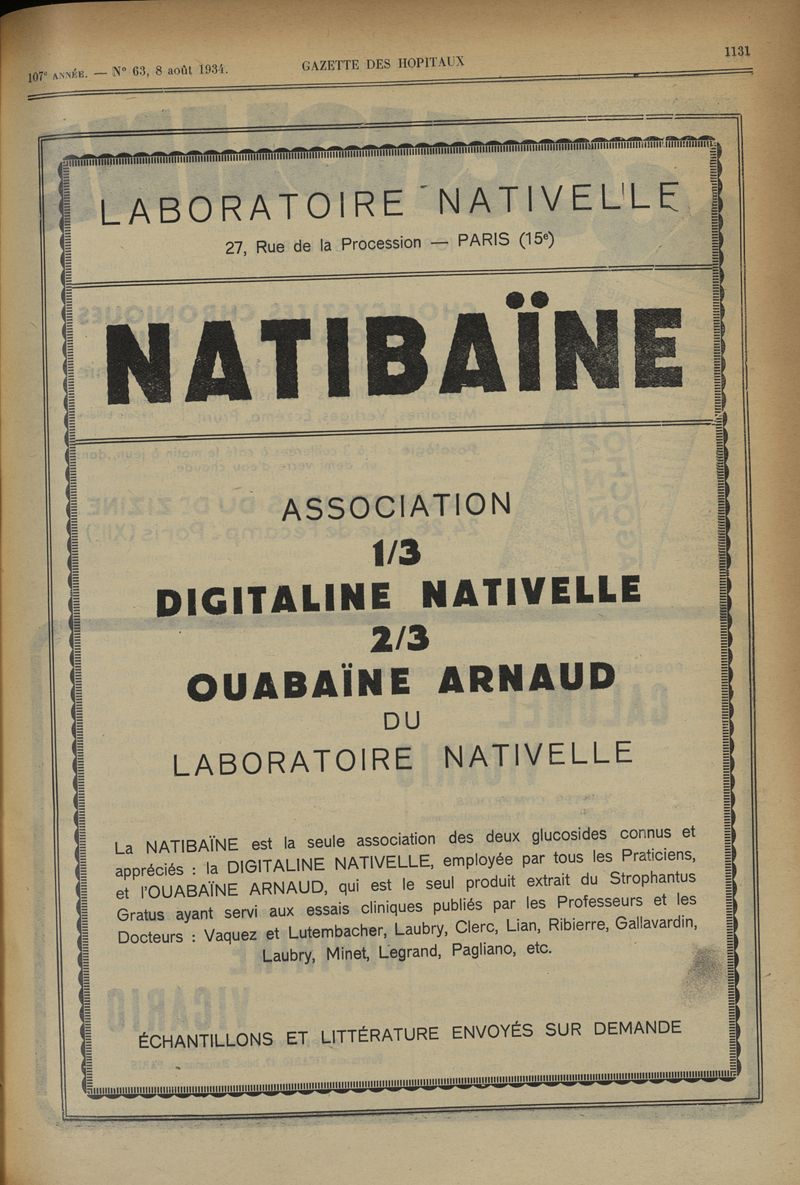 107e ANNÉE. — N° 63, 8 août 1934.
GAZETTE DES HOPITAUX
1131
LABORATOIRE NATIVELLE
27, Rue de la Procession — PARIS (15e)
NATIBAÏNE
ASSOCIATION
1/3
DIGITALINE NATIVELLE
2/3
OUABAÏNE ARNAUD
DU
LABORATOIRE NATIVELLE
La NATIBAÏNE est la seule association des deux glucosides connus et
appréciés : la DIGITALINE NATIVELLE, employée par tous les Praticiens,
et l'OUABAÏNE ARNAUD, qui est le seul produit extrait du Strophantus
Gratus ayant servi aux essais cliniques publiés par les Professeurs et les
Docteurs : Vaquez et Lutembacher, Laubry, Clerc, Lian, Ribierre, Gallavardin,
Laubry, Minet, Legrand, Pagliano, etc.
ÉCHANTILLONS ET LITTÉRATURE ENVOYÉS SUR DEMANDE